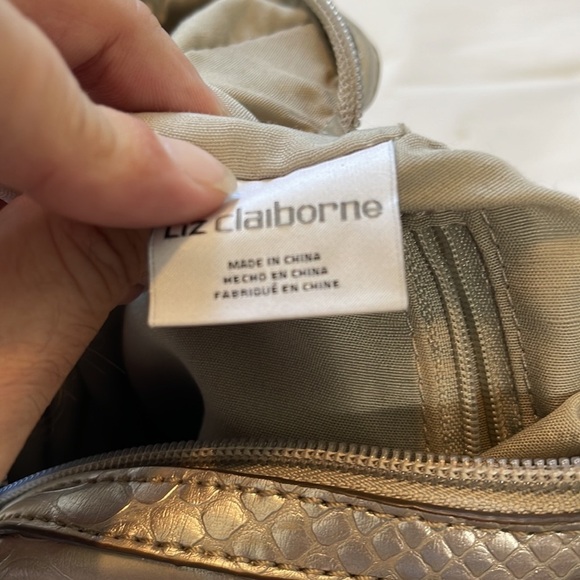 Liz claiborne
MADE IN CHINA
HECHO EN CHINA
FABRIQUÉ EN CHINE